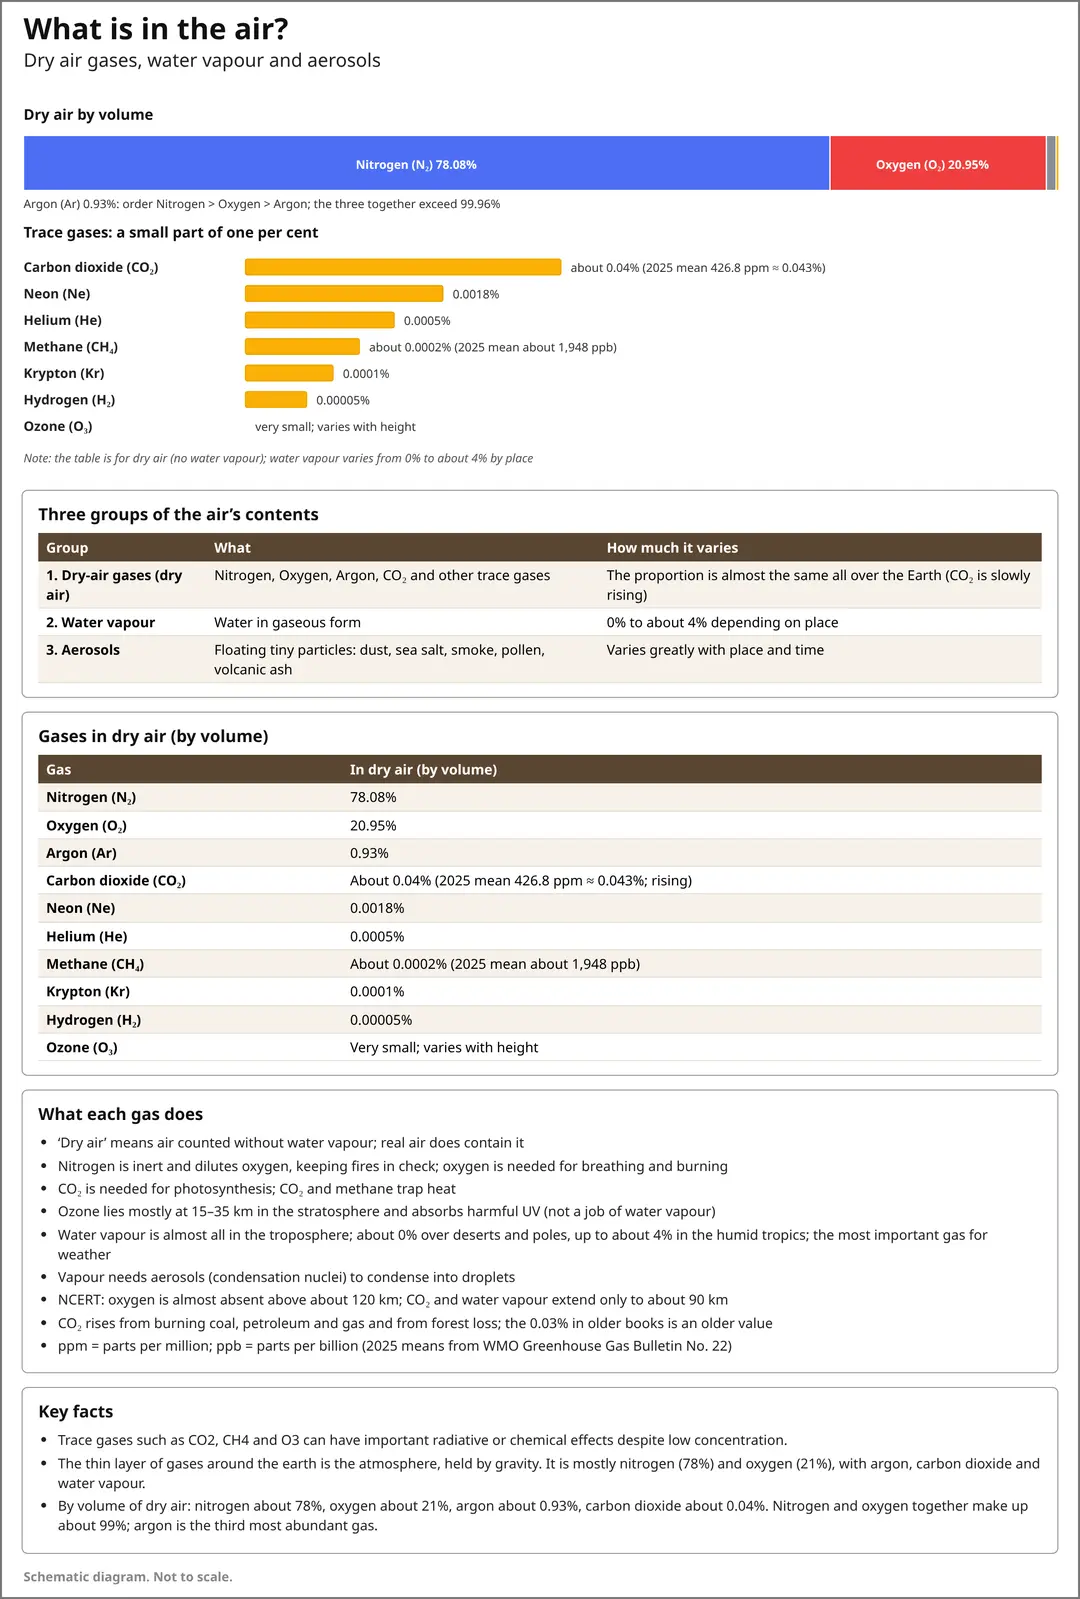 What is in the air?
Dry air gases, water vapour and aerosols
Dry air by volume
Nitrogen (N₂) 78.08%
Oxygen (O₂) 20.95%
Argon (Ar) 0.93%: order Nitrogen > Oxygen > Argon; the three together exceed 99.96%
Trace gases: a small part of one per cent
Carbon dioxide (CO₂) about 0.04% (2025 mean 426.8 ppm ≈ 0.043%)
Neon (Ne) 0.0018%
Helium (He) 0.0005%
Methane (CH₄) about 0.0002% (2025 mean about 1,948 ppb)
Krypton (Kr) 0.0001%
Hydrogen (H₂) 0.00005%
Ozone (O₃) very small; varies with height
Note: the table is for dry air (no water vapour); water vapour varies from 0% to about 4% by place
Three groups of the air’s contents
Group What How much it varies
1. Dry-air gases (dry air) Nitrogen, Oxygen, Argon, CO₂ and other trace gases The proportion is almost the same all over the Earth (CO₂ is slowly rising)
2. Water vapour Water in gaseous form 0% to about 4% depending on place
3. Aerosols Floating tiny particles: dust, sea salt, smoke, pollen, volcanic ash Varies greatly with place and time
Gases in dry air (by volume)
Gas In dry air (by volume)
Nitrogen (N₂) 78.08%
Oxygen (O₂) 20.95%
Argon (Ar) 0.93%
Carbon dioxide (CO₂) About 0.04% (2025 mean 426.8 ppm ≈ 0.043%; rising)
Neon (Ne) 0.0018%
Helium (He) 0.0005%
Methane (CH₄) About 0.0002% (2025 mean about 1,948 ppb)
Krypton (Kr) 0.0001%
Hydrogen (H₂) 0.00005%
Ozone (O₃) Very small; varies with height
What each gas does
• ‘Dry air’ means air counted without water vapour; real air does contain it
• Nitrogen is inert and dilutes oxygen, keeping fires in check; oxygen is needed for breathing and burning
• CO₂ is needed for photosynthesis; CO₂ and methane trap heat
• Ozone lies mostly at 15–35 km in the stratosphere and absorbs harmful UV (not a job of water vapour)
• Water vapour is almost all in the troposphere; about 0% over deserts and poles, up to about 4% in the humid tropics; the most important gas for
weather
• Vapour needs aerosols (condensation nuclei) to condense into droplets
• NCERT: oxygen is almost absent above about 120 km; CO₂ and water vapour extend only to about 90 km
• CO₂ rises from burning coal, petroleum and gas and from forest loss; the 0.03% in older books is an older value
• ppm = parts per million; ppb = parts per billion (2025 means from WMO Greenhouse Gas Bulletin No. 22)
Key facts
• Trace gases such as CO2, CH4 and O3 can have important radiative or chemical effects despite low concentration.
• The thin layer of gases around the earth is the atmosphere, held by gravity. It is mostly nitrogen (78%) and oxygen (21%), with argon, carbon dioxide and
water vapour.
• By volume of dry air: nitrogen about 78%, oxygen about 21%, argon about 0.93%, carbon dioxide about 0.04%. Nitrogen and oxygen together make up
about 99%; argon is the third most abundant gas.
Schematic diagram. Not to scale.